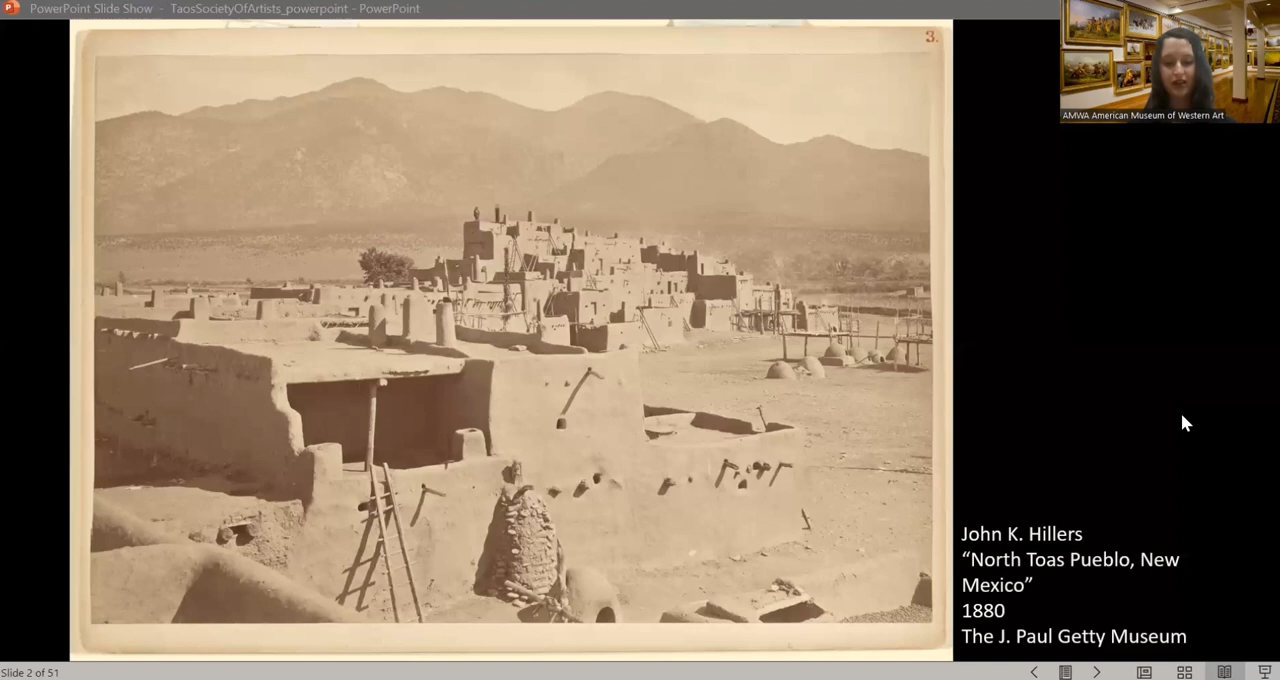 PowerPoint Slide Show - TaosSocietyOfArtists_powerpoint - PowerPoint
3.
AMWA American Museum of Western Art
John K. Hillers
“North Toas Pueblo, New
Mexico”
1880
The J. Paul Getty Museum
Slide 2 of 51